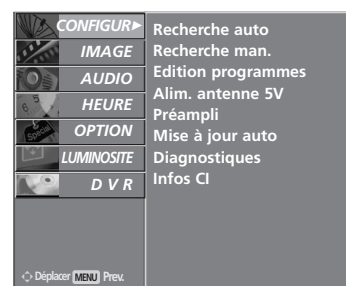 CONFIGUR►
IMAGE
AUDIO
HEURE
OPTION
LUMINOSITE
D V R
Recherche auto
Recherche man.
Edition programmes
Alim. antenne 5V
Préampli
Mise à jour auto
Diagnostiques
Infos CI
Déplacer MENU Prev.